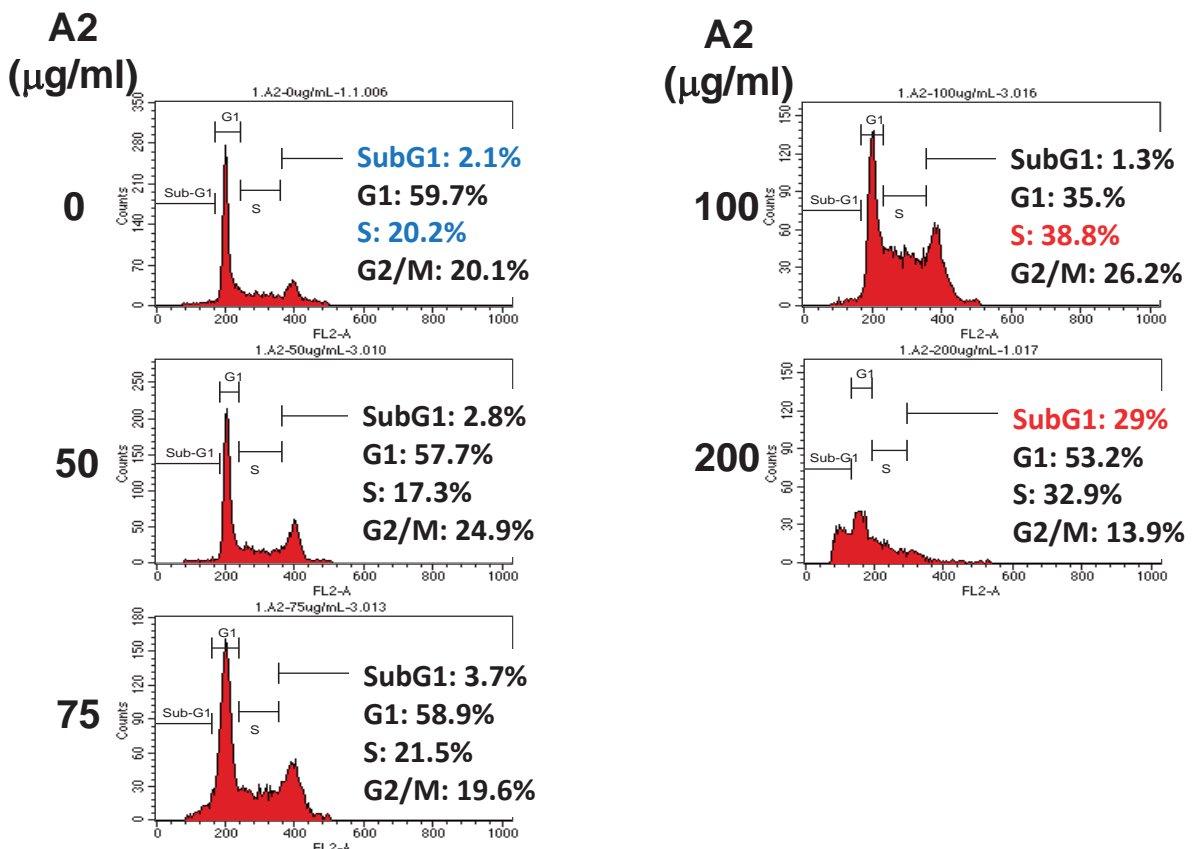 A2
(μg/ml)
0
1.A2-0ug/mL-1.1.006
Counts
0 70 140 210 280 350
G1
Sub-G1
S
SubG1: 2.1%
G1: 59.7%
S: 20.2%
G2/M: 20.1%
0 200 400 600 800 1000
FL2-A
50
1.A2-50ug/mL-3.010
Counts
0 50 100 150 200 250
G1
Sub-G1
S
SubG1: 2.8%
G1: 57.7%
S: 17.3%
G2/M: 24.9%
0 200 400 600 800 1000
FL2-A
75
1.A2-75ug/mL-3.013
Counts
0 30 60 90 120 150 180
G1
Sub-G1
S
SubG1: 3.7%
G1: 58.9%
S: 21.5%
G2/M: 19.6%
0 200 400 600 800 1000
FL2-A
A2
(μg/ml)
100
1.A2-100ug/mL-3.016
Counts
0 30 60 90 120 150
G1
Sub-G1
S
SubG1: 1.3%
G1: 35.%
S: 38.8%
G2/M: 26.2%
0 200 400 600 800 1000
FL2-A
200
1.A2-200ug/mL-1.017
Counts
0 30 60 90 120 150
G1
Sub-G1
S
SubG1: 29%
G1: 53.2%
S: 32.9%
G2/M: 13.9%
0 200 400 600 800 1000
FL2-A